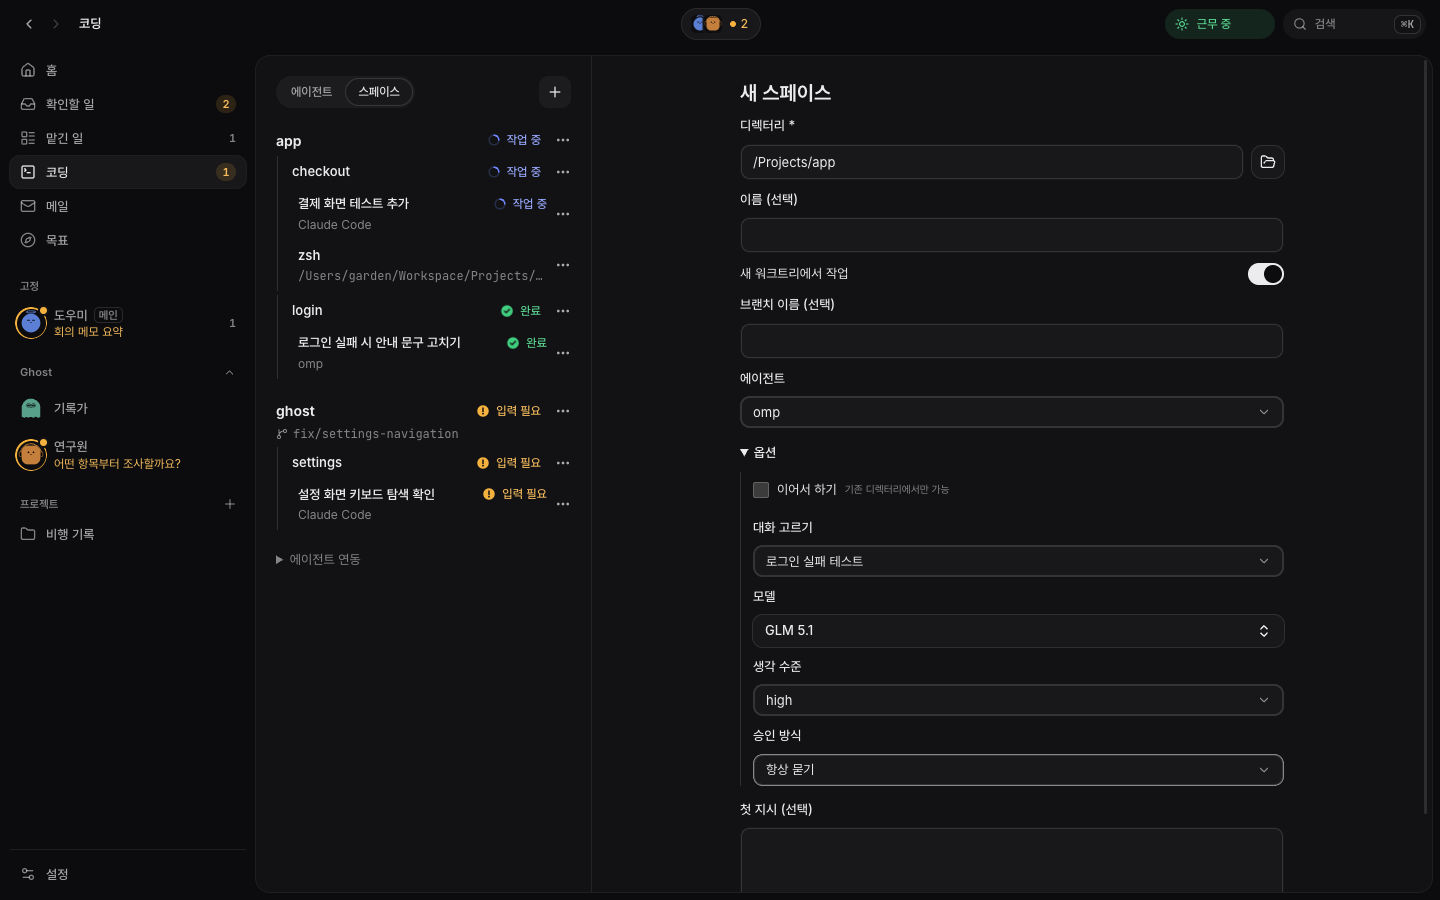 코딩
2
근무 중
검색
⌘K
홈
확인할 일
2
맡긴 일
1
코딩
1
메일
목표
고정
도우미
메인
회의 메모 요약
1
Ghost
기록가
연구원
어떤 항목부터 조사할까요?
프로젝트
비행 기록
설정
에이전트
스페이스
app
작업 중
checkout
작업 중
결제 화면 테스트 추가
작업 중
Claude Code
zsh
/Users/garden/Workspace/Projects/…
login
완료
로그인 실패 시 안내 문구 고치기
완료
omp
ghost
입력 필요
fix/settings-navigation
settings
입력 필요
설정 화면 키보드 탐색 확인
입력 필요
Claude Code
에이전트 연동
새 스페이스
디렉터리 *
/Projects/app
이름 (선택)
새 워크트리에서 작업
브랜치 이름 (선택)
에이전트
omp
옵션
이어서 하기 기존 디렉터리에서만 가능
대화 고르기
로그인 실패 테스트
모델
GLM 5.1
생각 수준
high
승인 방식
항상 묻기
첫 지시 (선택)